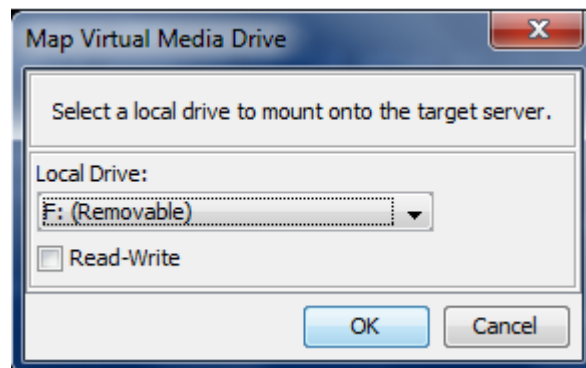 Map Virtual Media Drive
Select a local drive to mount onto the target server.
Local Drive:
F: (Removable)
Read-Write
OK
Cancel